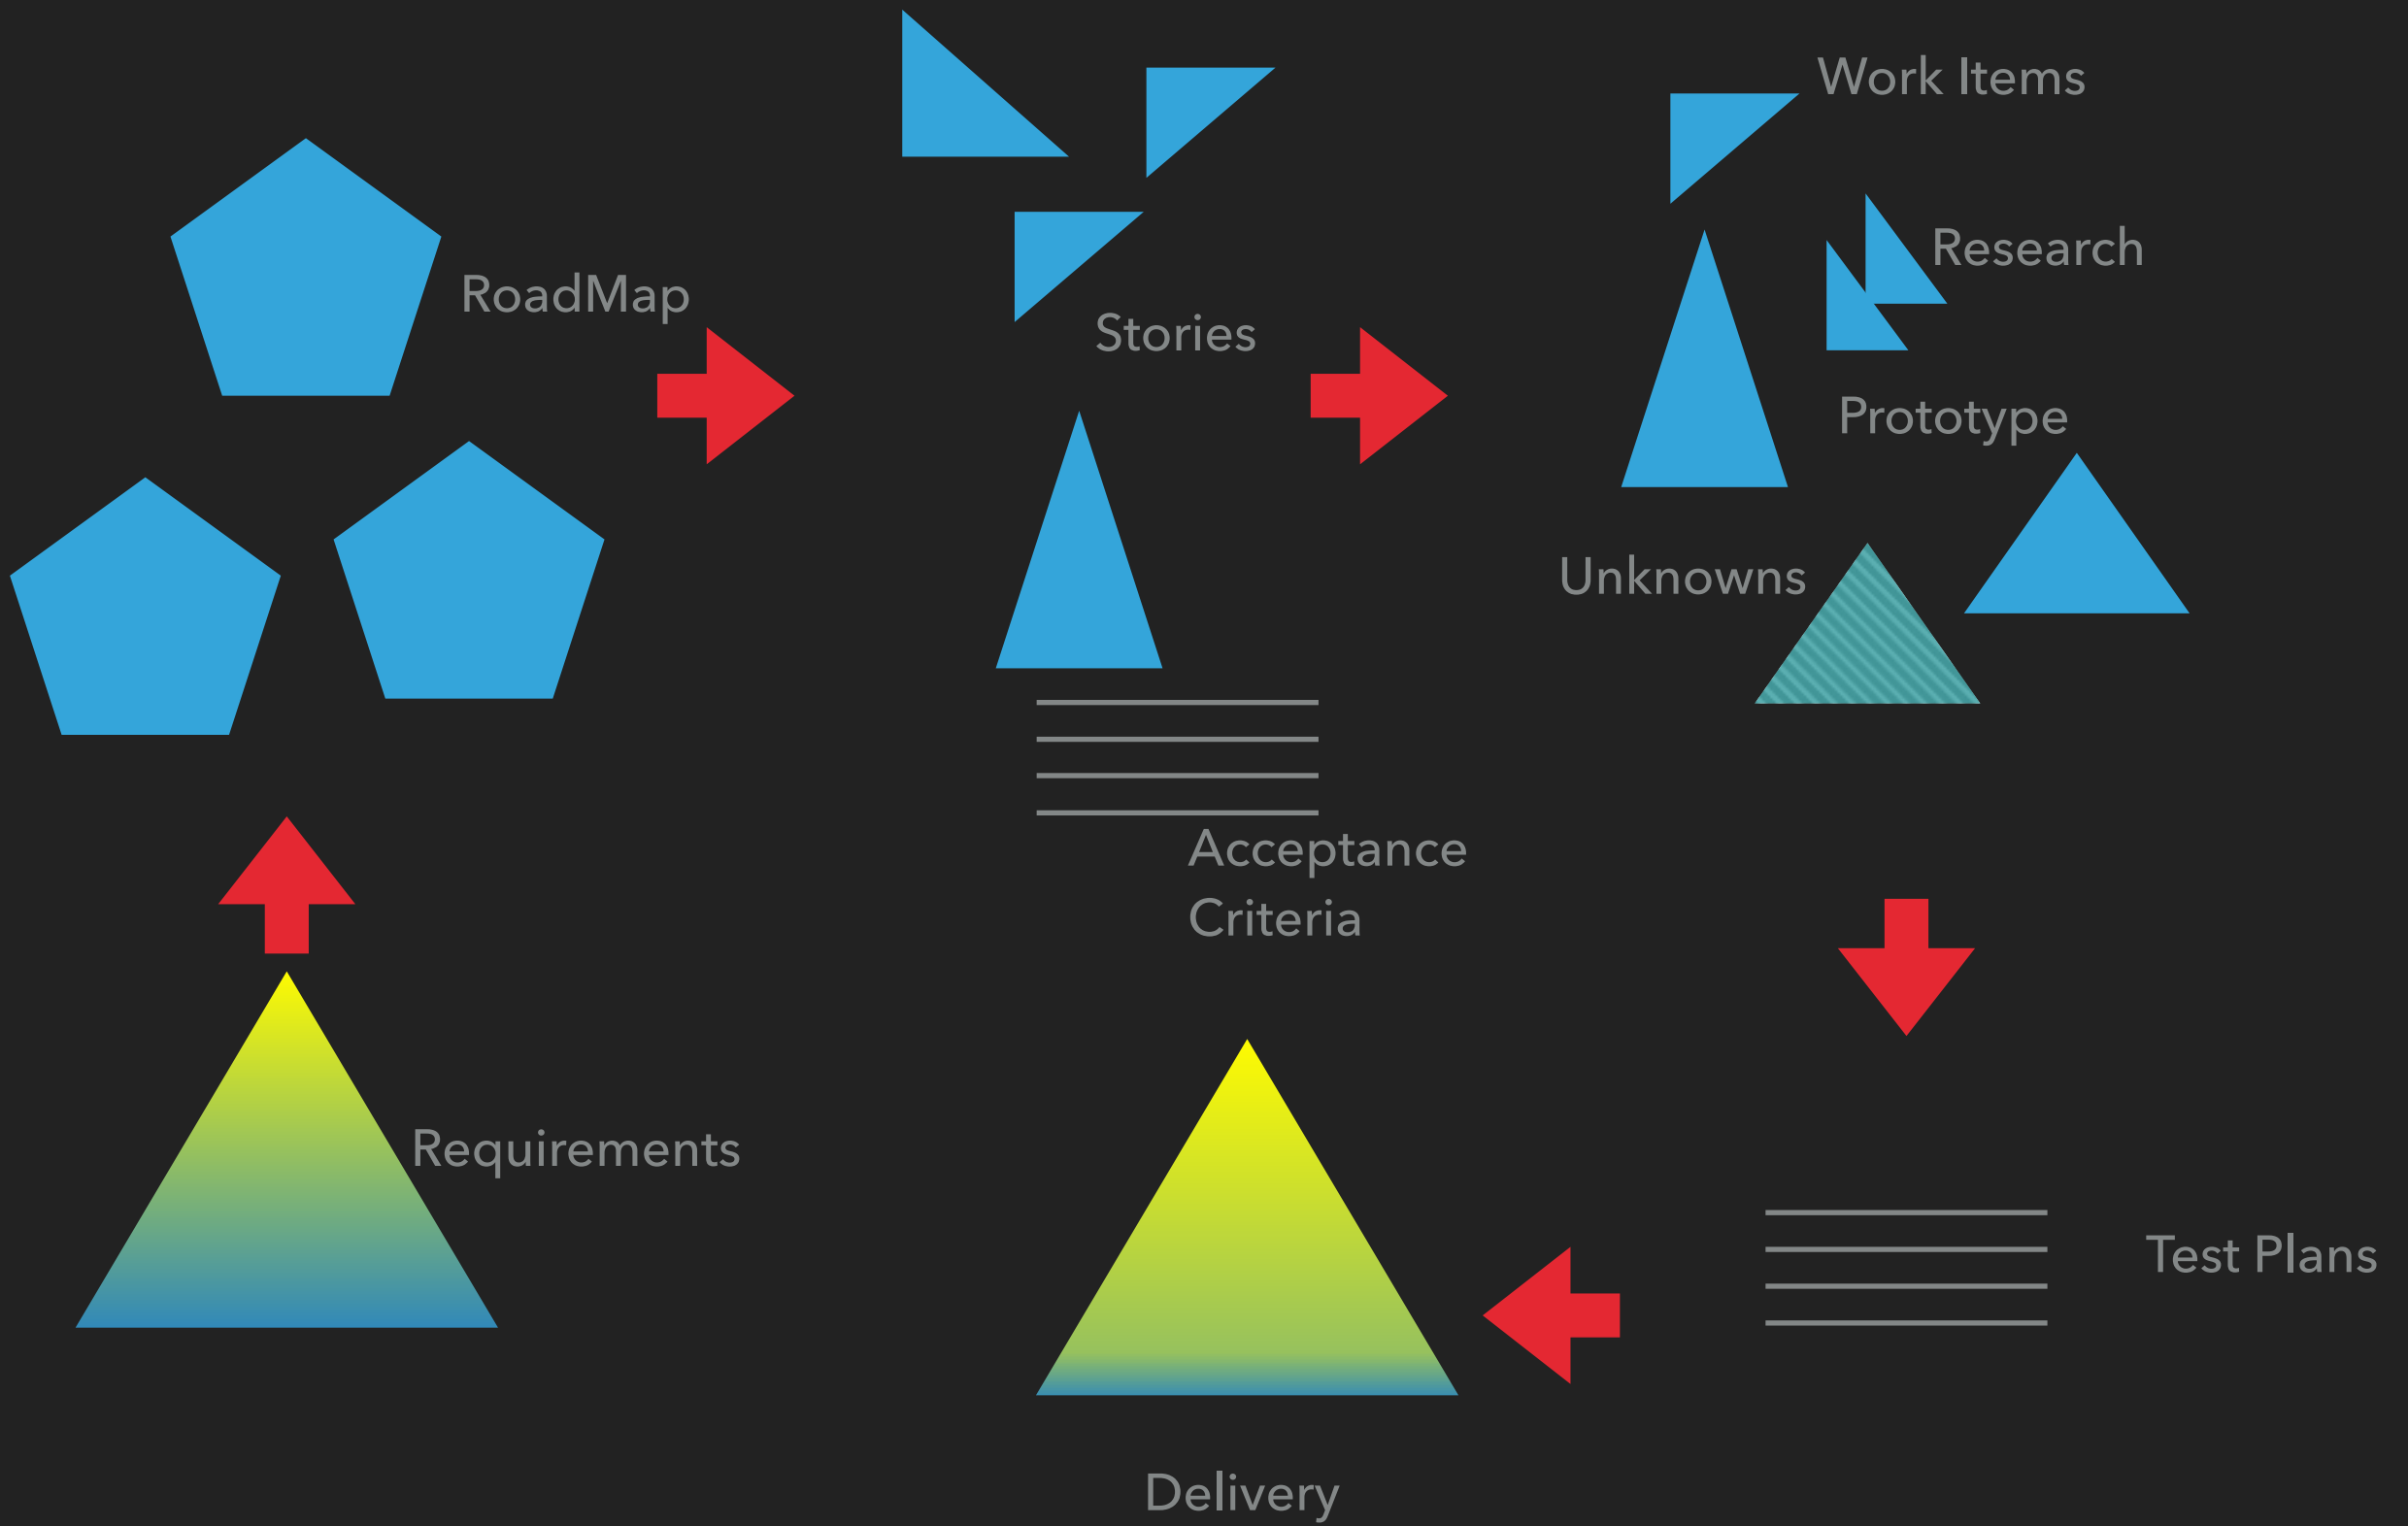 Work Items
Research
RoadMap
Stories
Prototype
Unknowns
Acceptance
Criteria
Requirements
Test Plans
Delivery